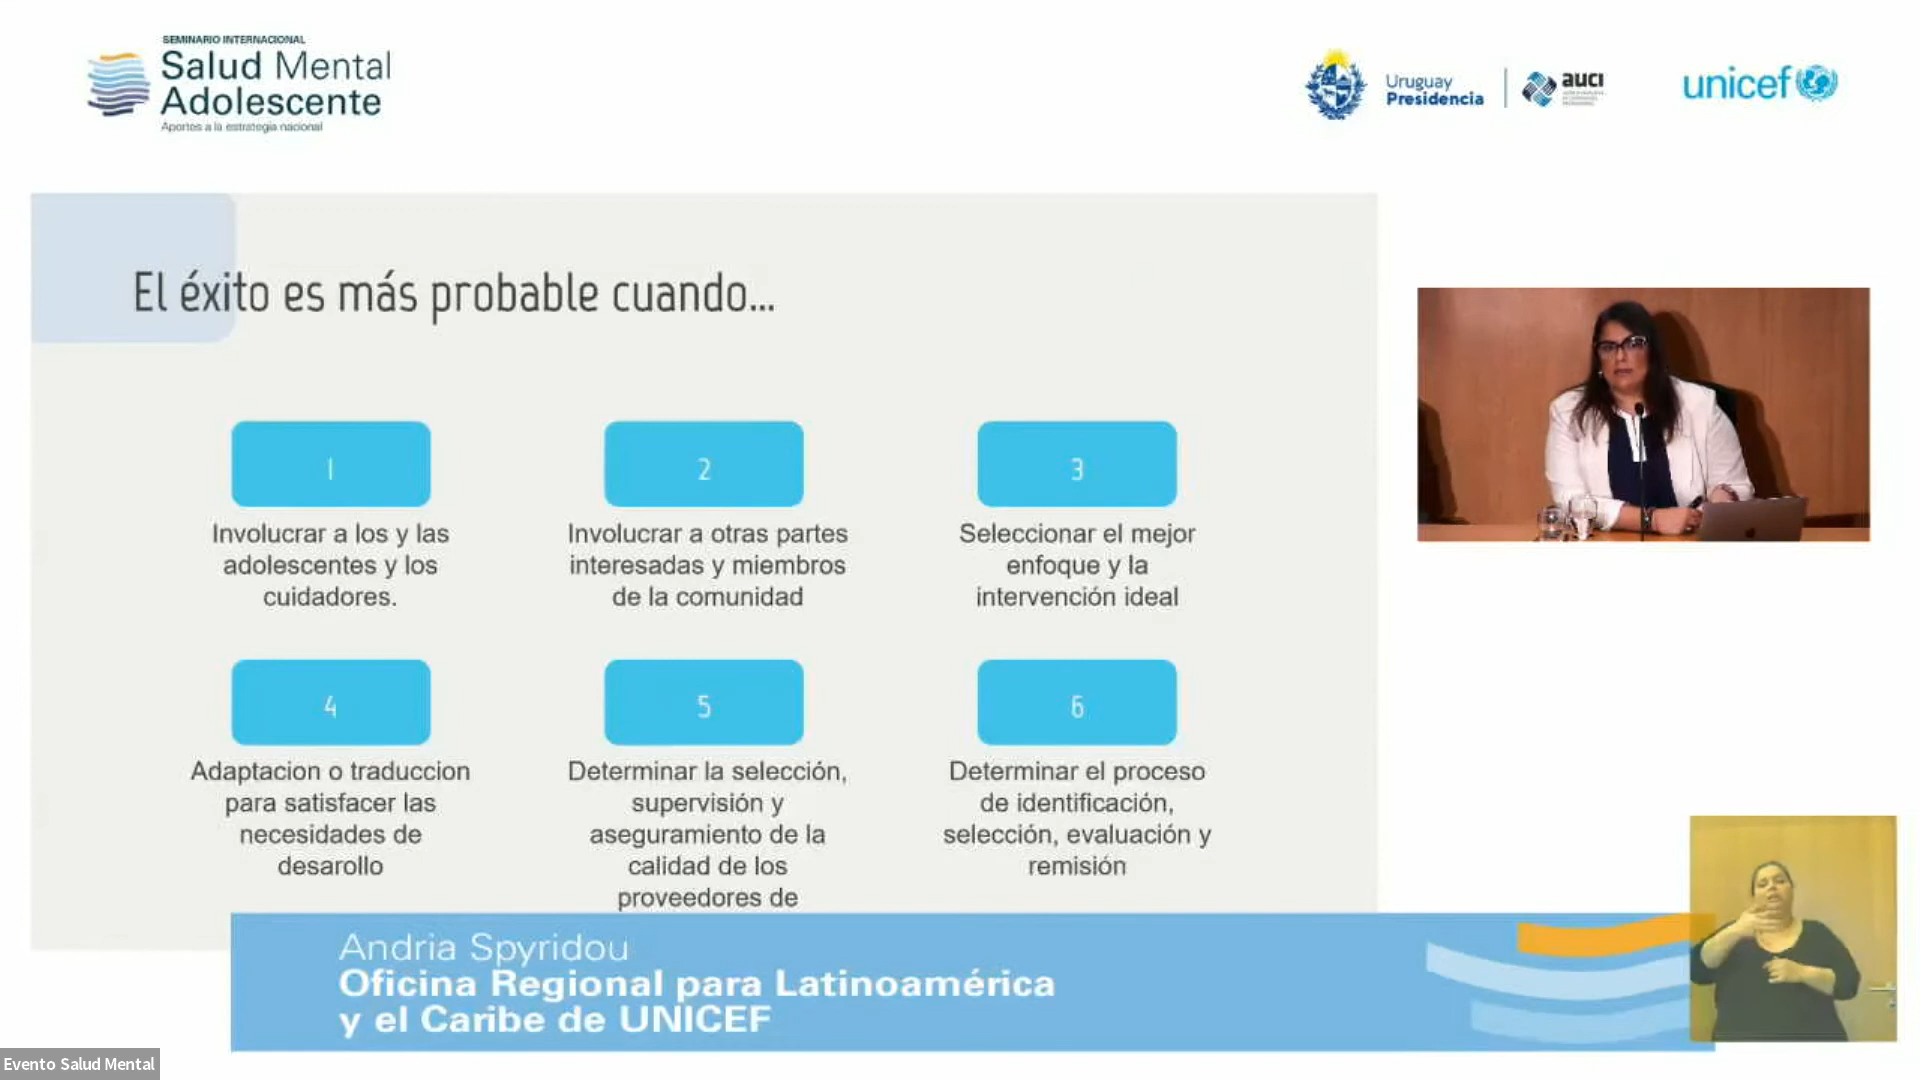 SEMINARIO INTERNACIONAL
Salud Mental
Adolescente
Aportes a la estrategia nacional
Uruguay
Presidencia
auci
unicef
El éxito es más probable cuando...
1
Involucrar a los y las
adolescentes y los
cuidadores.
2
Involucrar a otras partes
interesadas y miembros
de la comunidad
3
Seleccionar el mejor
enfoque y la
intervención ideal
4
Adaptacion o traduccion
para satisfacer las
necesidades de
desarollo
5
Determinar la selección,
supervisión y
aseguramiento de la
calidad de los
proveedores de
6
Determinar el proceso
de identificación,
selección, evaluación y
remisión
Andria Spyridou
Oficina Regional para Latinoamérica
y el Caribe de UNICEF
Evento Salud Mental